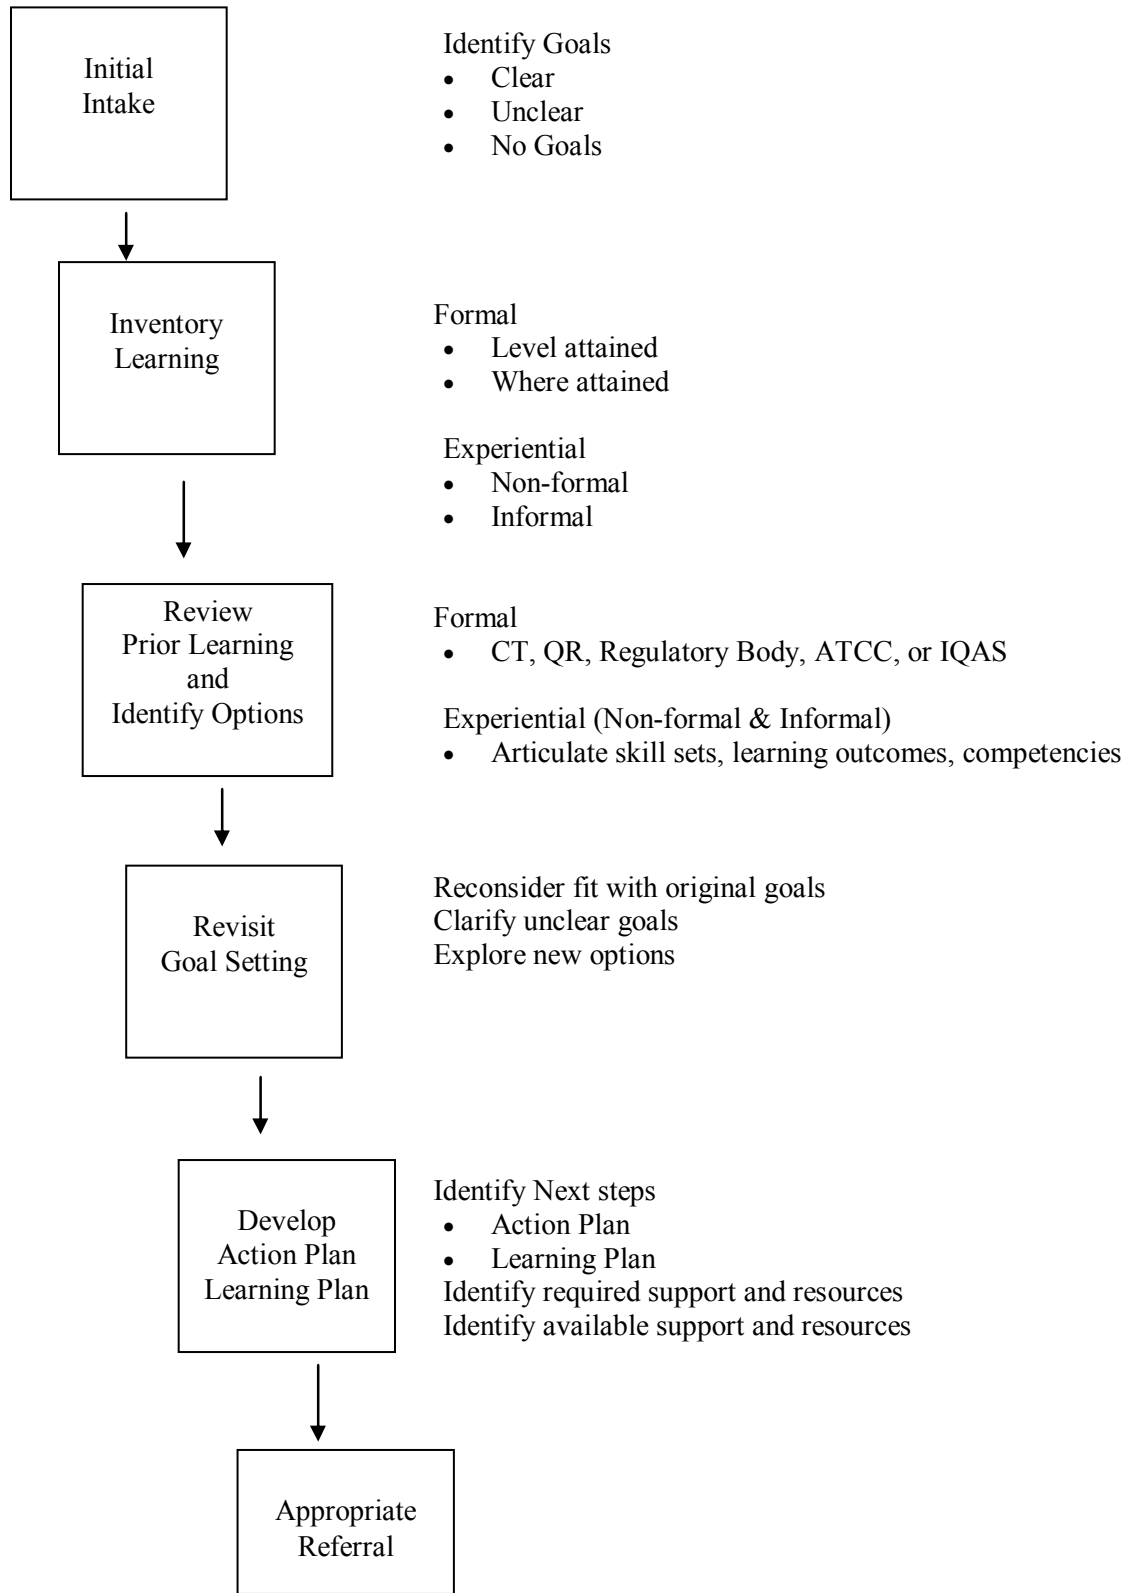 Initial
Intake
Identify Goals
• Clear
• Unclear
• No Goals
Inventory
Learning
Formal
• Level attained
• Where attained
Experiential
• Non-formal
• Informal
Review
Prior Learning
and
Identify Options
Formal
• CT, QR, Regulatory Body, ATCC, or IQAS
Experiential (Non-formal & Informal)
• Articulate skill sets, learning outcomes, competencies
Revisit
Goal Setting
Reconsider fit with original goals
Clarify unclear goals
Explore new options
Develop
Action Plan
Learning Plan
Identify Next steps
• Action Plan
• Learning Plan
Identify required support and resources
Identify available support and resources
Appropriate
Referral